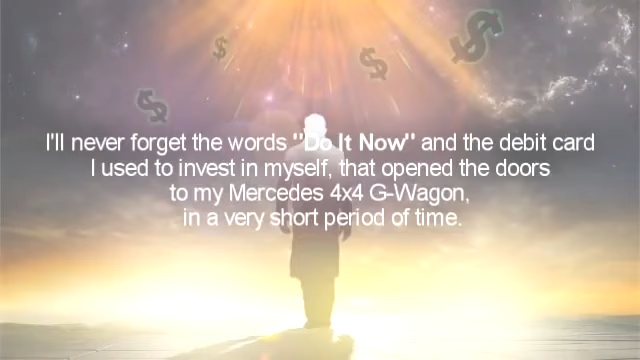 I'll never forget the words "Do It Now" and the debit card
I used to invest in myself, that opened the doors
to my Mercedes 4x4 G-Wagon,
in a very short period of time.